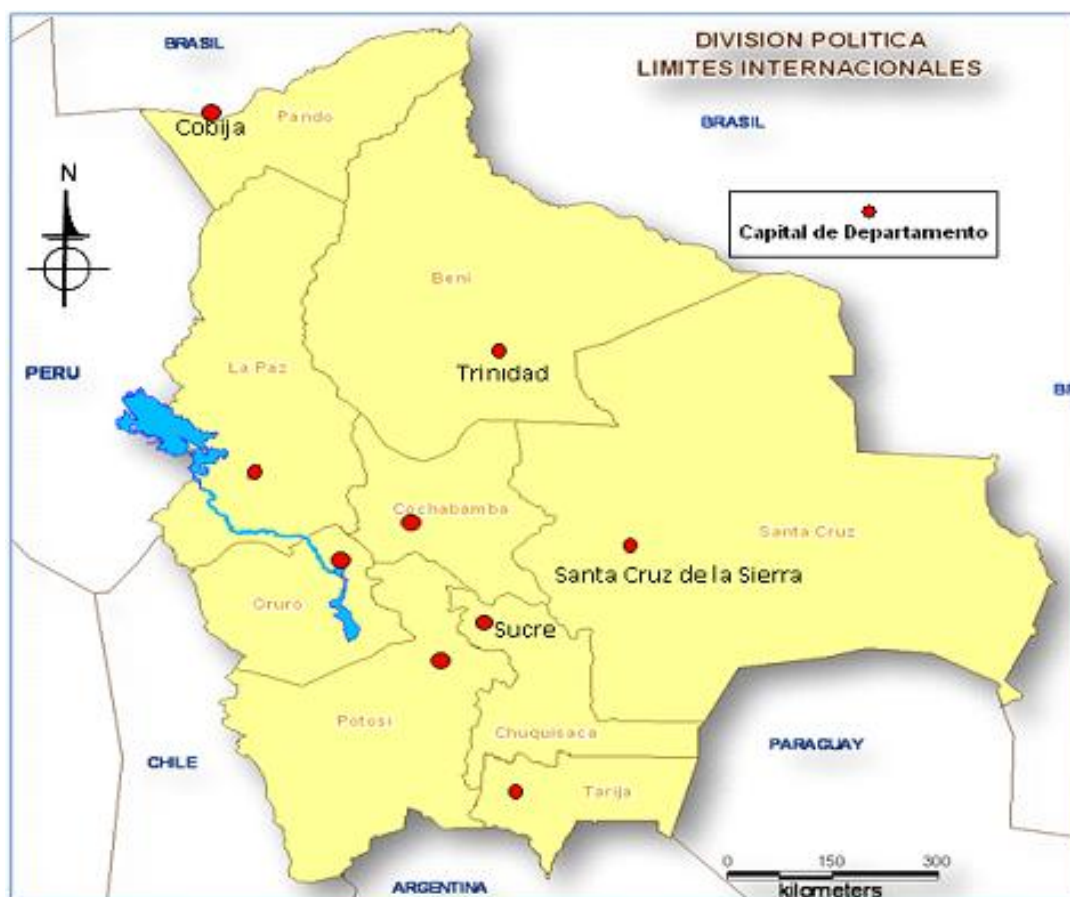 DIVISION POLITICA
LIMITES INTERNACIONALES
BRASIL
Pando
Cobija
BRASIL
N
Capital de Departamento
Beni
La Paz
PERU
Trinidad
Cochabamba
Santa Cruz
Santa Cruz de la Sierra
Oruro
Sucre
Potosi
Chuquisaca
PARAGUAY
CHILE
Tarija
0 150 300
kilometers
ARGENTINA